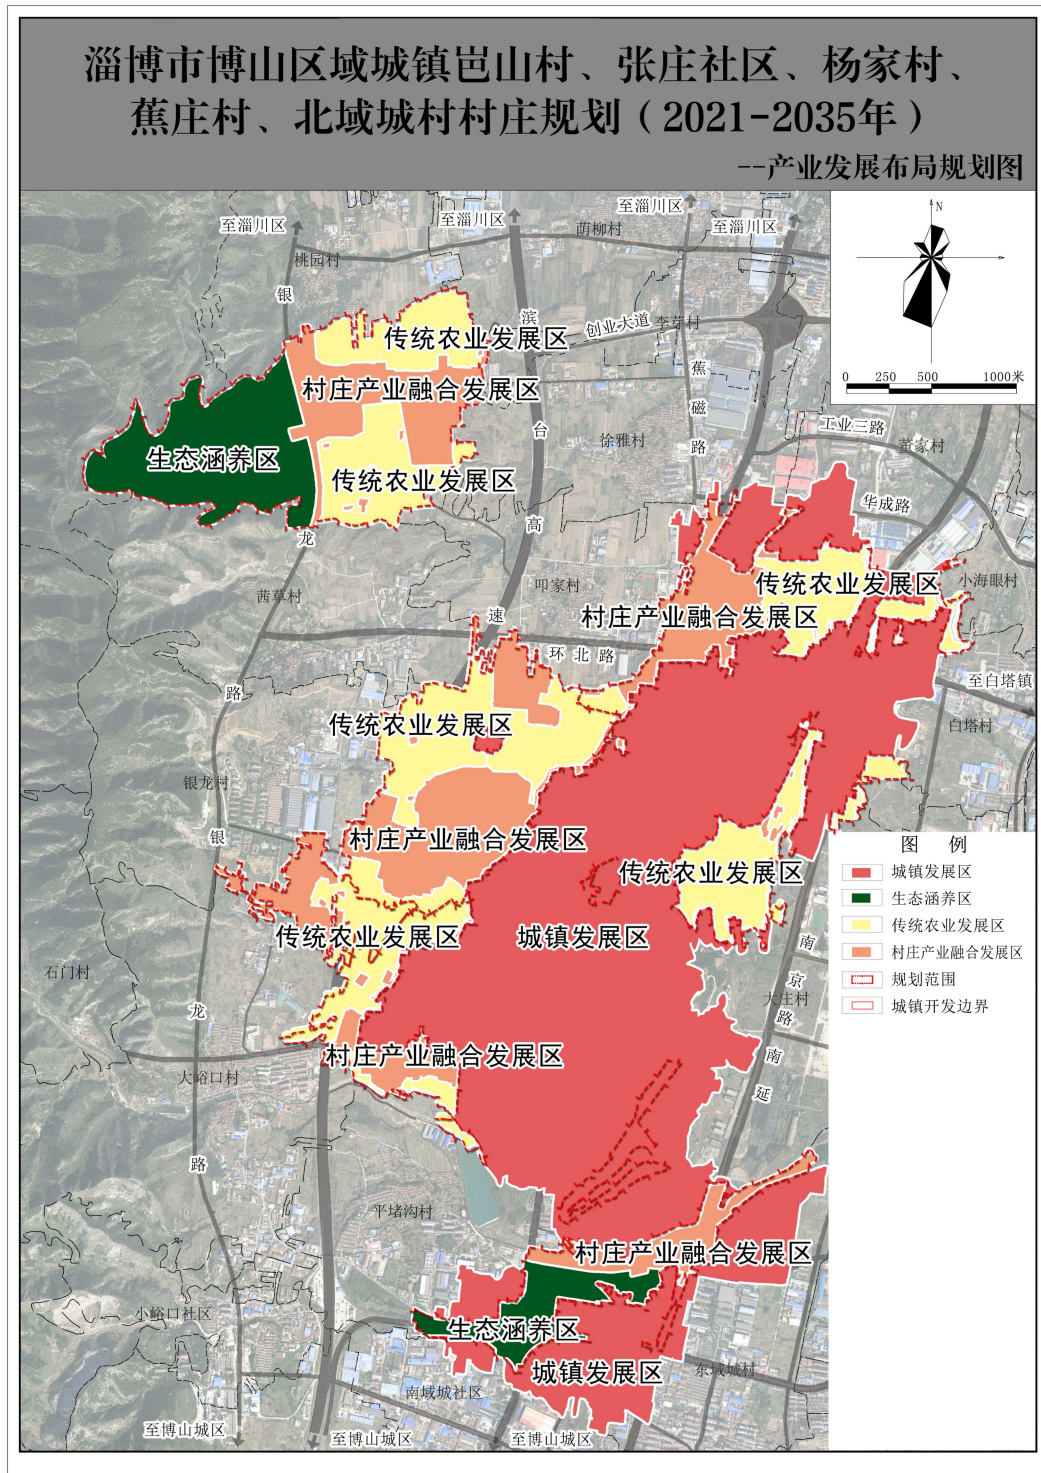 淄博市博山区域城镇岜山村、张庄社区、杨家村、
蕉庄村、北域城村村庄规划（2021-2035年）
--产业发展布局规划图
至淄川区
至淄川区
至淄川区
至淄川区
荫柳村
N
桃园村
银
滨
创业大道
李芽村
传统农业发展区
蕉
0 250 500 1000米
村庄产业融合发展区
磁
台
工业三路
徐雅村
路
董家村
生态涵养区
传统农业发展区
华成路
高
龙
叩家村
传统农业发展区
小海眼村
茜草村
速
村庄产业融合发展区
环北路
至白塔镇
路
传统农业发展区
白塔村
银龙村
银
村庄产业融合发展区
图 例
传统农业发展区
城镇发展区
生态涵养区
传统农业发展区
村庄产业融合发展区
规划范围
城镇开发边界
传统农业发展区
城镇发展区
南
石门村
京
大庄村
龙
路
村庄产业融合发展区
南
大峪口村
延
路
平堵沟村
村庄产业融合发展区
小峪口社区
生态涵养区
城镇发展区
东域城村
南域城社区
至博山城区
至博山城区
至博山城区